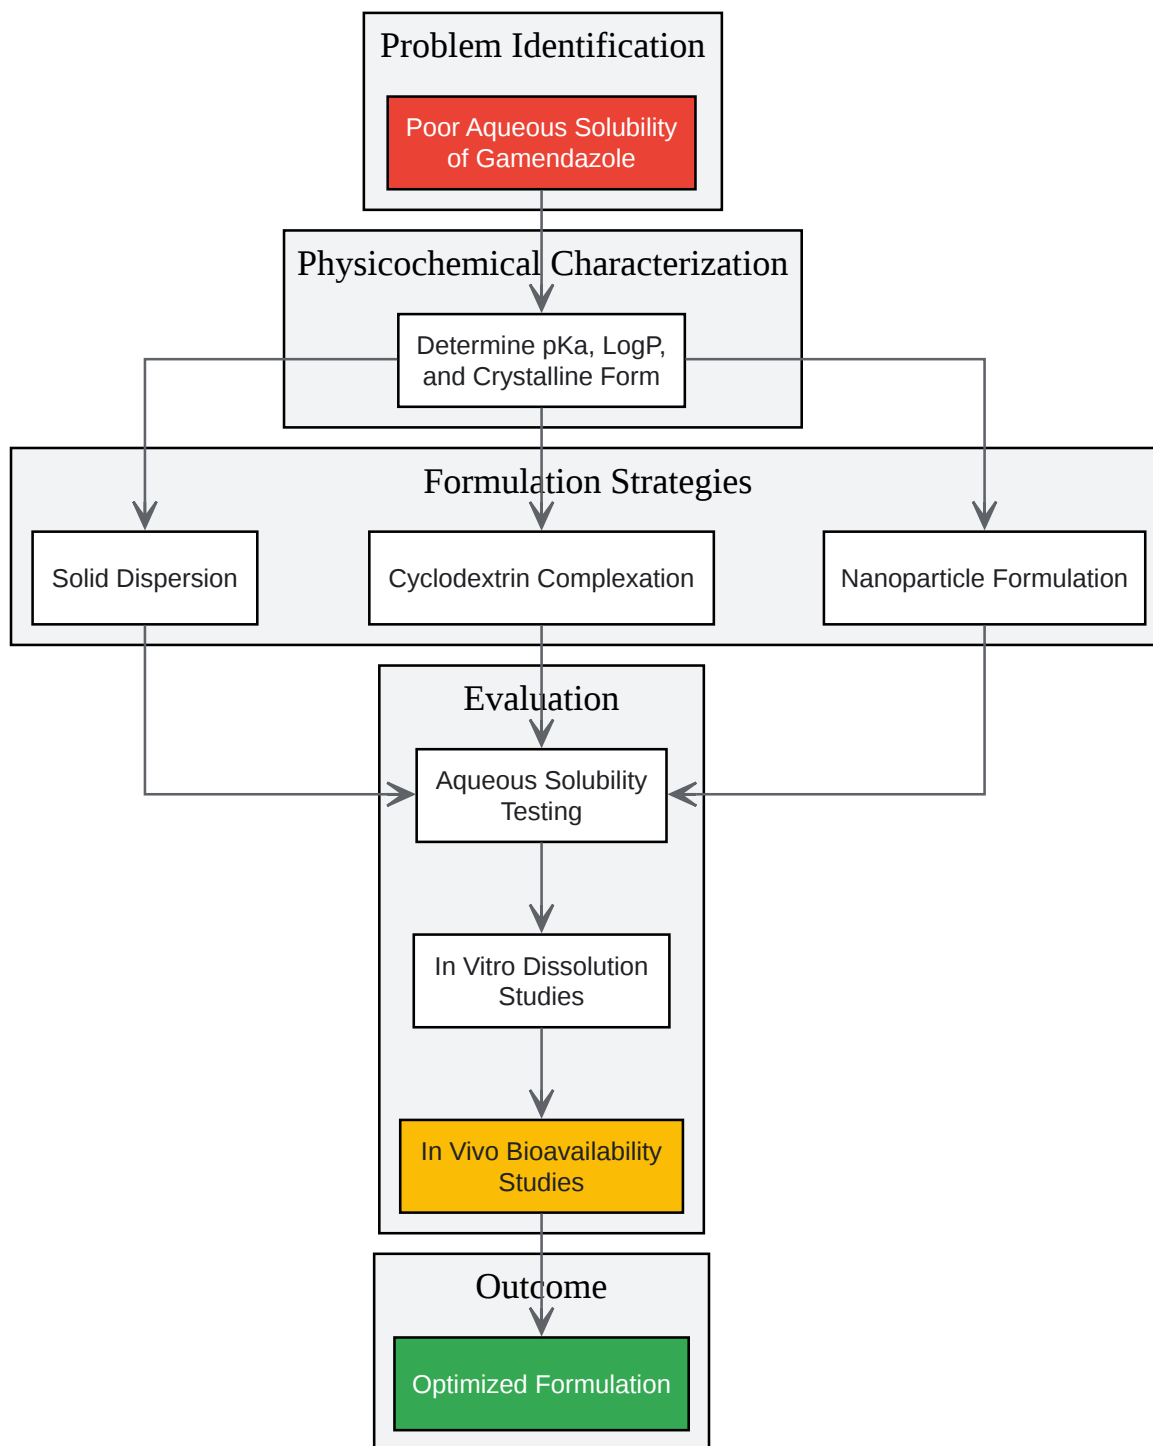 Problem Identification
Poor Aqueous Solubility
of Gamendazole
Physicochemical Characterization
Determine pKa, LogP,
and Crystalline Form
Formulation Strategies
Solid Dispersion
Cyclodextrin Complexation
Nanoparticle Formulation
Evaluation
Aqueous Solubility
Testing
In Vitro Dissolution
Studies
In Vivo Bioavailability
Studies
Outcome
Optimized Formulation